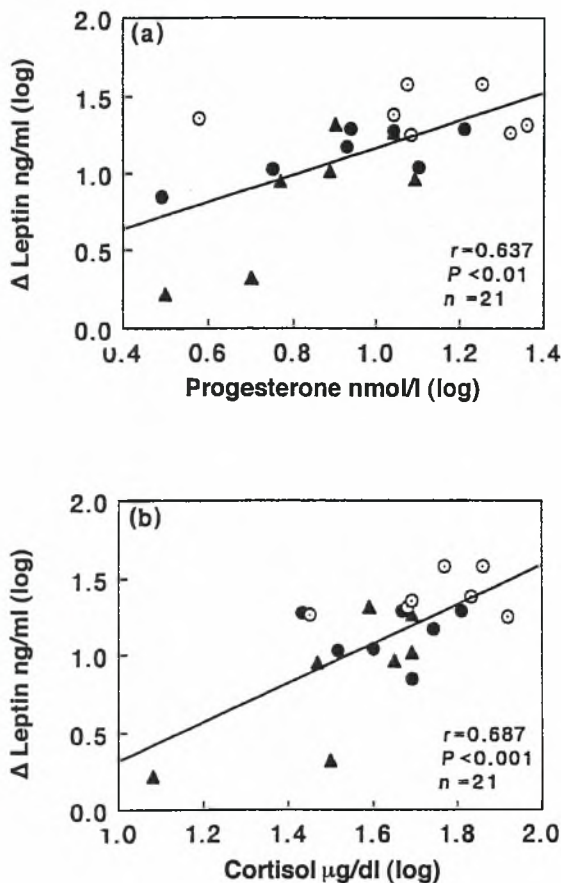 (a)
2.0
1.5
1.0
0.5
0.0
Δ Leptin ng/ml (log)
r=0.637
P <0.01
n =21
0.4 0.6 0.8 1.0 1.2 1.4
Progesterone nmol/l (log)
(b)
2.0
1.5
1.0
0.5
0.0
Δ Leptin ng/ml (log)
r=0.687
P <0.001
n =21
1.0 1.2 1.4 1.6 1.8 2.0
Cortisol μg/dl (log)